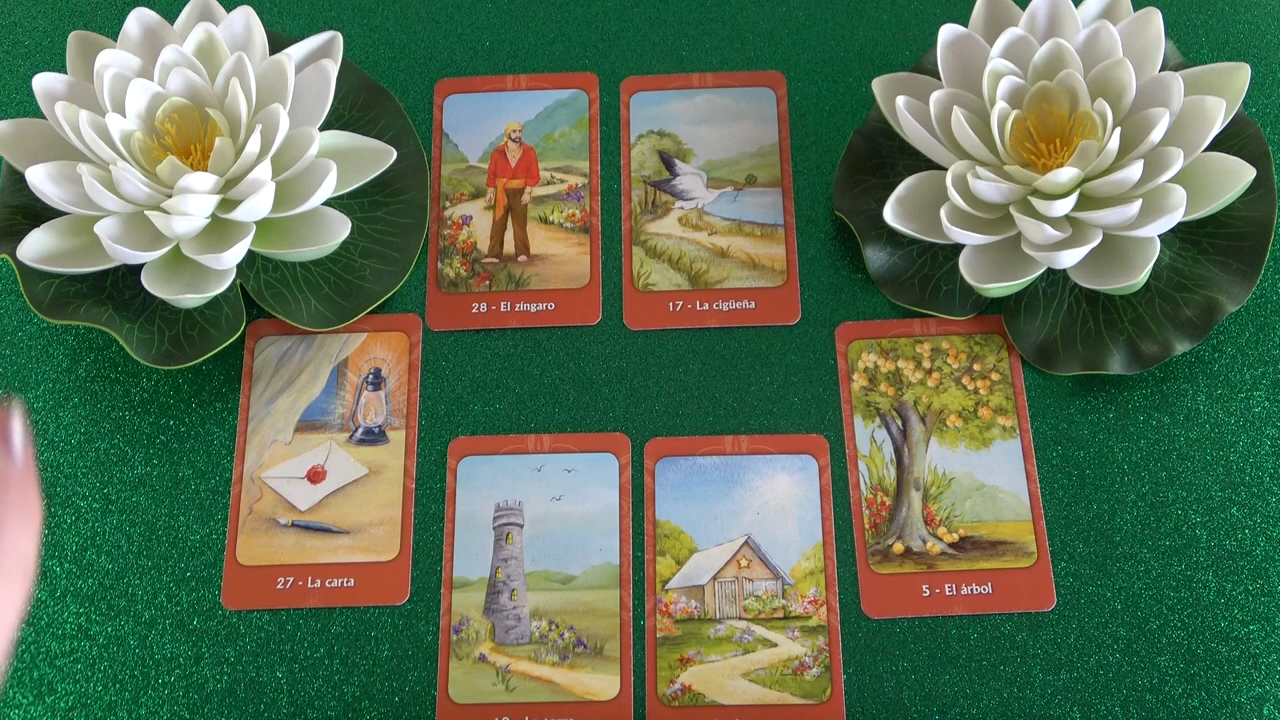 28 - El zíngaro
17 - La cigüeña
27 - La carta
5 - El árbol